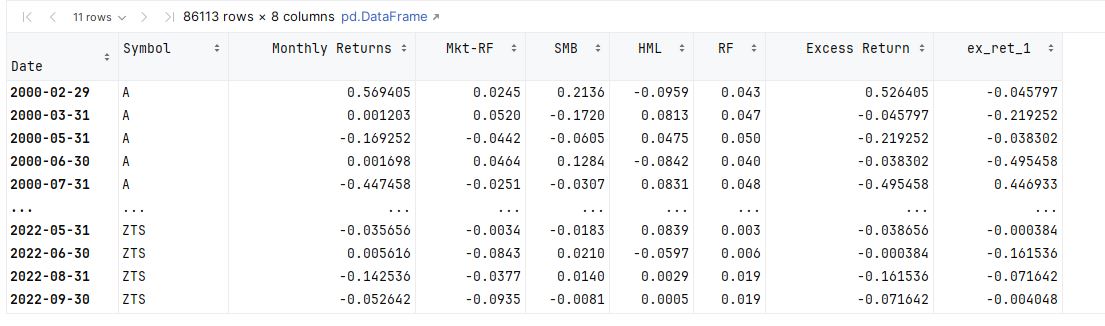 11 rows 86113 rows × 8 columns pd.DataFrame
Symbol Monthly Returns Mkt-RF SMB HML RF Excess Return ex_ret_1
Date
2000-02-29 A 0.569405 0.0245 0.2136 -0.0959 0.043 0.526405 -0.045797
2000-03-31 A 0.001203 0.0520 -0.1720 0.0813 0.047 -0.045797 -0.219252
2000-05-31 A -0.169252 -0.0442 -0.0605 0.0475 0.050 -0.219252 -0.038302
2000-06-30 A 0.001698 0.0464 0.1284 -0.0842 0.040 -0.038302 -0.495458
2000-07-31 A -0.447458 -0.0251 -0.0307 0.0831 0.048 -0.495458 0.446933
... ... ... ... ... ... ... ... ...
2022-05-31 ZTS -0.035656 -0.0034 -0.0183 0.0839 0.003 -0.038656 -0.000384
2022-06-30 ZTS 0.005616 -0.0843 0.0210 -0.0597 0.006 -0.000384 -0.161536
2022-08-31 ZTS -0.142536 -0.0377 0.0140 0.0029 0.019 -0.161536 -0.071642
2022-09-30 ZTS -0.052642 -0.0935 -0.0081 0.0005 0.019 -0.071642 -0.004048